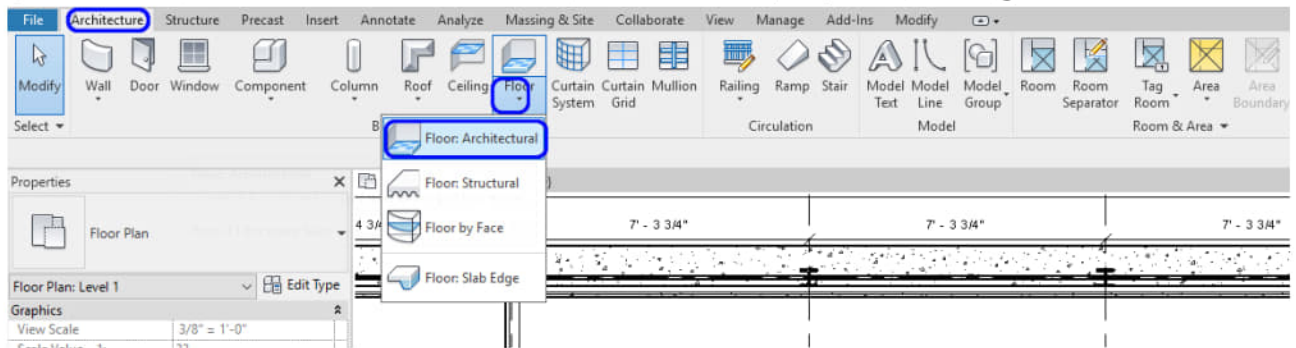 File Architecture Structure Precast Insert Annotate Analyze Massing & Site Collaborate View Manage Add-Ins Modify
Modify Wall Door Window Component Column Roof Ceiling Floor Curtain System Curtain Grid Mullion Railing Ramp Stair Model Text Model Line Model Group Room Room Separator Tag Room Area Area Boundary
Select Circulation Model Room & Area
Floor: Architectural
Properties
Floor: Structural
Floor Plan
Floor by Face
7' - 3 3/4" 7' - 3 3/4" 7' - 3 3/4"
Floor Plan: Level 1 Edit Type
Floor: Slab Edge
Graphics
View Scale 3/8" = 1'-0"